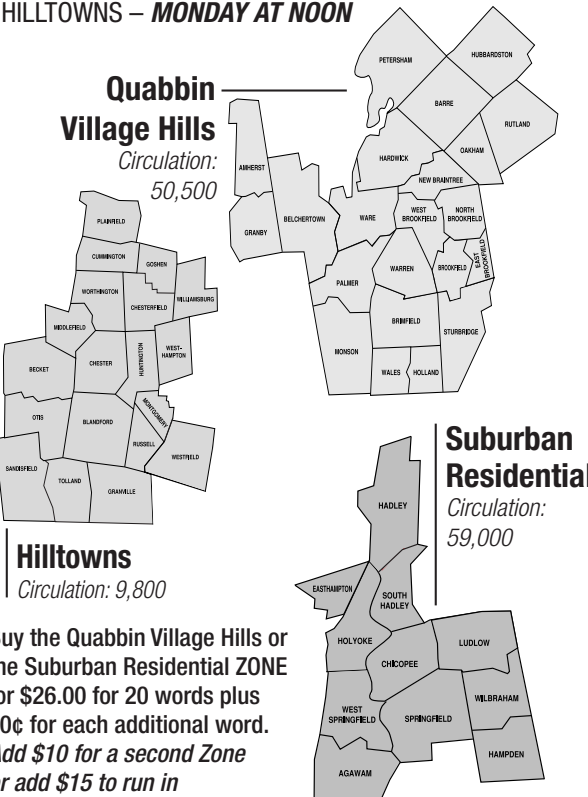 HILLTOWNS – MONDAY AT NOON
Quabbin
Village Hills
Circulation:
50,500
PETERSHAM
HUBBARDSTON
BARRE
RUTLAND
HARDWICK
OAKHAM
NEW BRAINTREE
AMHERST
BELCHERTOWN
GRANBY
WARE
WEST
BROOKFIELD
NORTH
BROOKFIELD
WARREN
BROOKFIELD
EAST
BROOKFIELD
PALMER
BRIMFIELD
STURBRIDGE
MONSON
WALES
HOLLAND
PLAINFIELD
CUMMINGTON
GOSHEN
WORTHINGTON
CHESTERFIELD
WILLIAMSBURG
MIDDLEFIELD
HUNTINGTON
WEST-
HAMPTON
BECKET
CHESTER
MONTGOMERY
OTIS
BLANDFORD
RUSSELL
WESTFIELD
SANDISFIELD
TOLLAND
GRANVILLE
Hilltowns
Circulation: 9,800
Suburban
Residential
Circulation:
59,000
HADLEY
EASTHAMPTON
SOUTH
HADLEY
HOLYOKE
CHICOPEE
LUDLOW
WEST
SPRINGFIELD
SPRINGFIELD
WILBRAHAM
HAMPDEN
AGAWAM
uy the Quabbin Village Hills or
he Suburban Residential ZONE
or $26.00 for 20 words plus
0¢ for each additional word.
dd $10 for a second Zone
r add $15 to run in